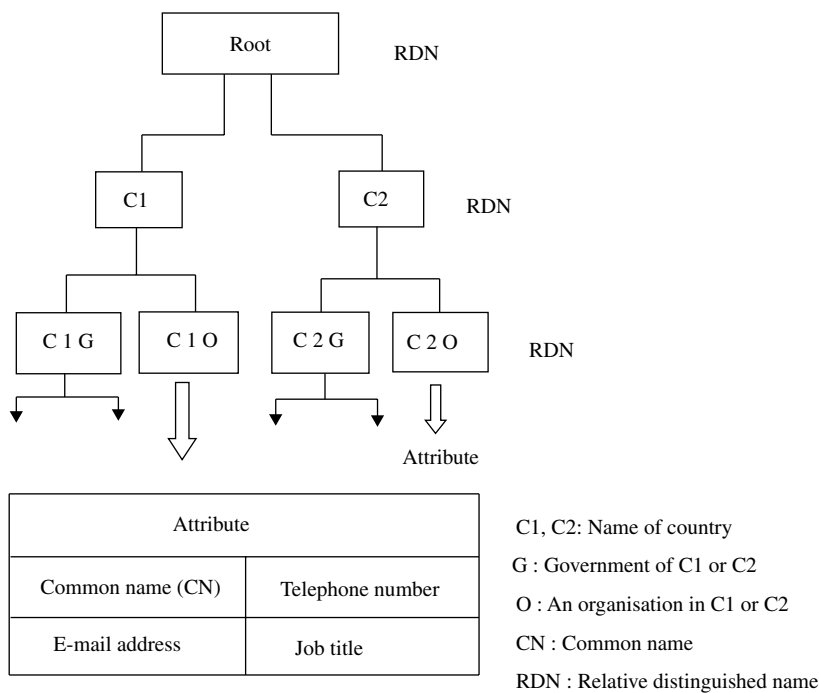 Root
RDN
C1
C2
RDN
C 1 G
C 1 O
C 2 G
C 2 O
RDN
Attribute
Attribute
Common name (CN)
Telephone number
E-mail address
Job title
C1, C2: Name of country
G : Government of C1 or C2
O : An organisation in C1 or C2
CN : Common name
RDN : Relative distinguished name